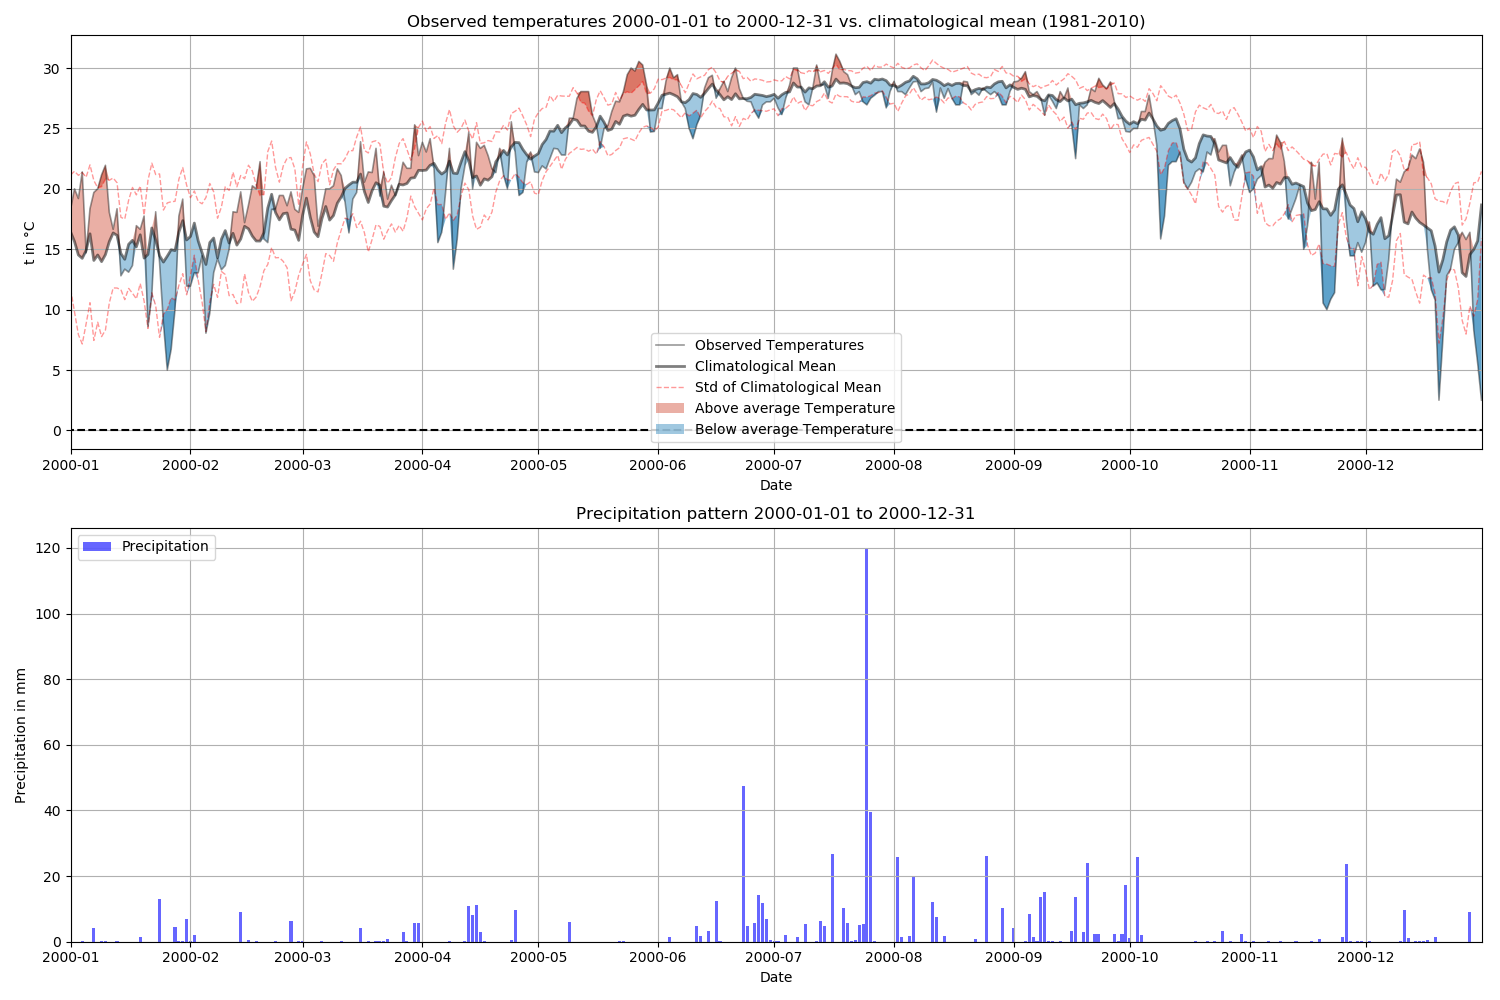 Observed temperatures 2000-01-01 to 2000-12-31 vs. climatological mean (1981-2010)
30
25
20
15
10
5
0
t in °C
Observed Temperatures
Climatological Mean
Std of Climatological Mean
Above average Temperature
Below average Temperature
2000-01 2000-02 2000-03 2000-04 2000-05 2000-06 2000-07 2000-08 2000-09 2000-10 2000-11 2000-12
Date
Precipitation pattern 2000-01-01 to 2000-12-31
Precipitation
120
100
80
60
40
20
0
Precipitation in mm
2000-01 2000-02 2000-03 2000-04 2000-05 2000-06 2000-07 2000-08 2000-09 2000-10 2000-11 2000-12
Date